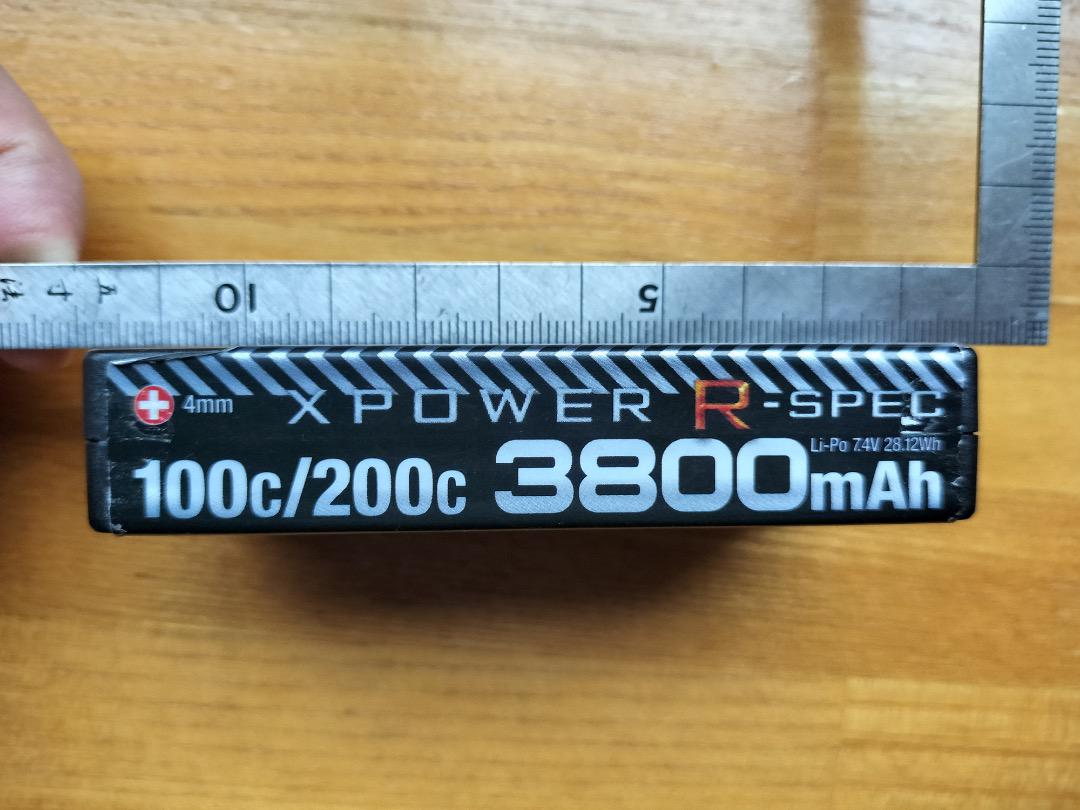 10
5
4mm
XPOWER R-SPEC
Li-Po 7.4V 28.12Wh
100c/200c 3800mAh